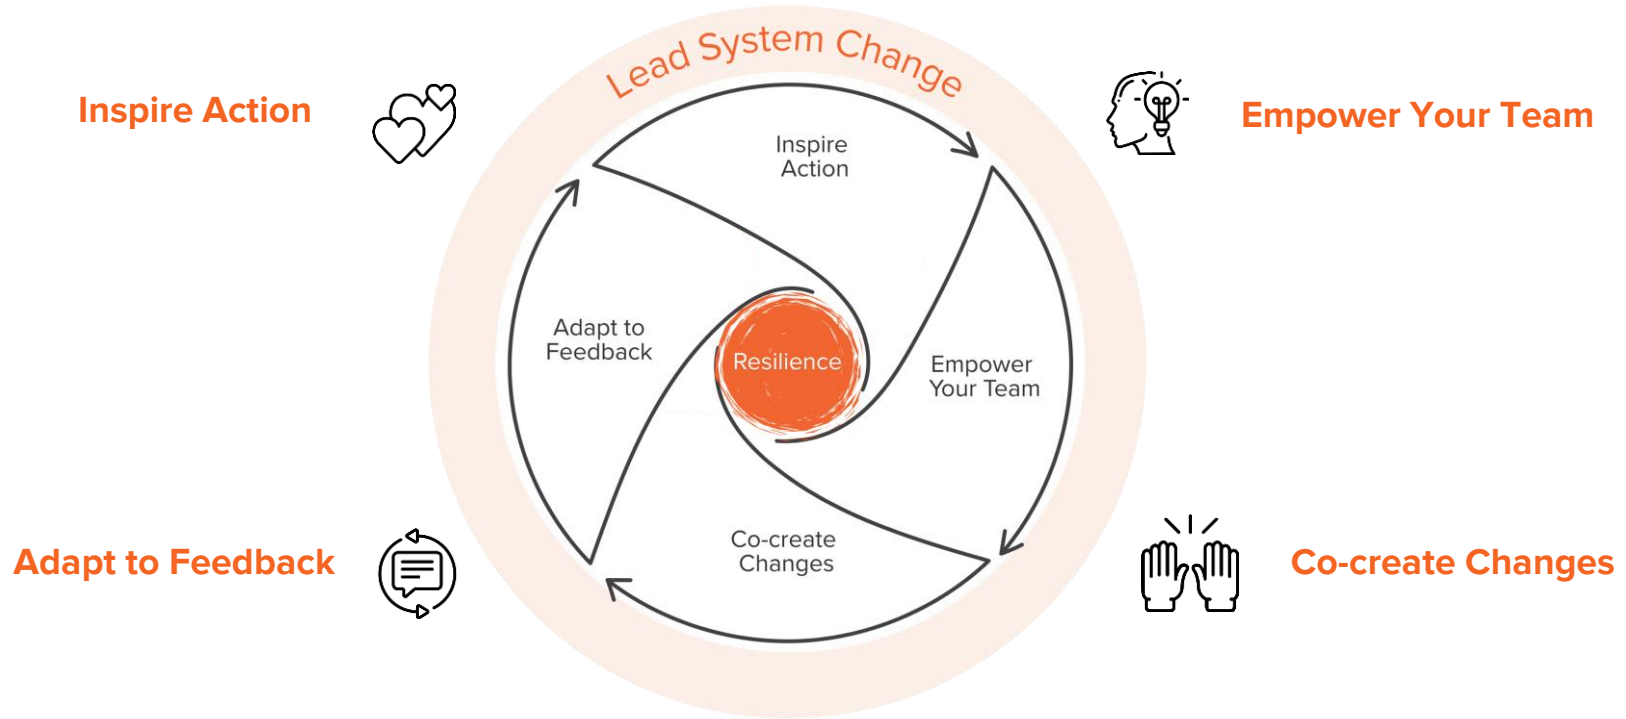 Lead System Change
Inspire Action
Empower Your Team
Inspire
Action
Adapt to
Feedback
Resilience
Empower
Your Team
Co-create
Changes
Adapt to Feedback
Co-create Changes